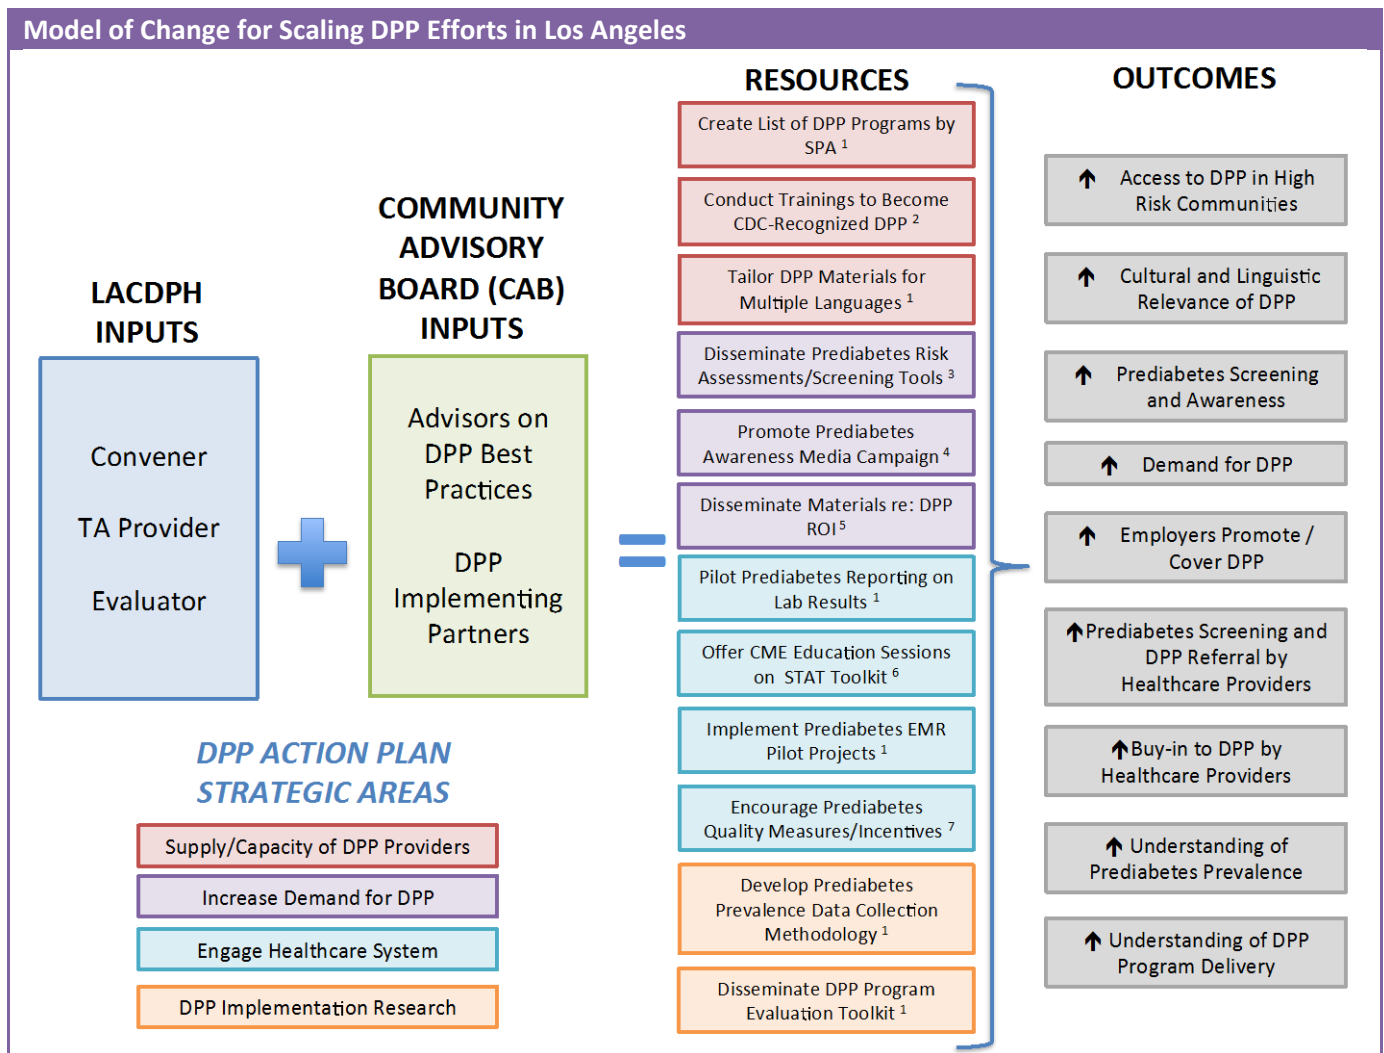 Model of Change for Scaling DPP Efforts in Los Angeles
LACDPH
INPUTS
Convener
TA Provider
Evaluator
COMMUNITY
ADVISORY
BOARD (CAB)
INPUTS
Advisors on
DPP Best
Practices
DPP
Implementing
Partners
DPP ACTION PLAN
STRATEGIC AREAS
Supply/Capacity of DPP Providers
Increase Demand for DPP
Engage Healthcare System
DPP Implementation Research
RESOURCES
Create List of DPP Programs by
SPA 1
Conduct Trainings to Become
CDC-Recognized DPP 2
Tailor DPP Materials for
Multiple Languages 1
Disseminate Prediabetes Risk
Assessments/Screening Tools 3
Promote Prediabetes
Awareness Media Campaign 4
Disseminate Materials re: DPP
ROI 5
Pilot Prediabetes Reporting on
Lab Results 1
Offer CME Education Sessions
on STAT Toolkit 6
Implement Prediabetes EMR
Pilot Projects 1
Encourage Prediabetes
Quality Measures/Incentives 7
Develop Prediabetes
Prevalence Data Collection
Methodology 1
Disseminate DPP Program
Evaluation Toolkit 1
OUTCOMES
Access to DPP in High
Risk Communities
Cultural and Linguistic
Relevance of DPP
Prediabetes Screening
and Awareness
Demand for DPP
Employers Promote /
Cover DPP
Prediabetes Screening and
DPP Referral by
Healthcare Providers
Buy-in to DPP by
Healthcare Providers
Understanding of
Prediabetes Prevalence
Understanding of DPP
Program Delivery